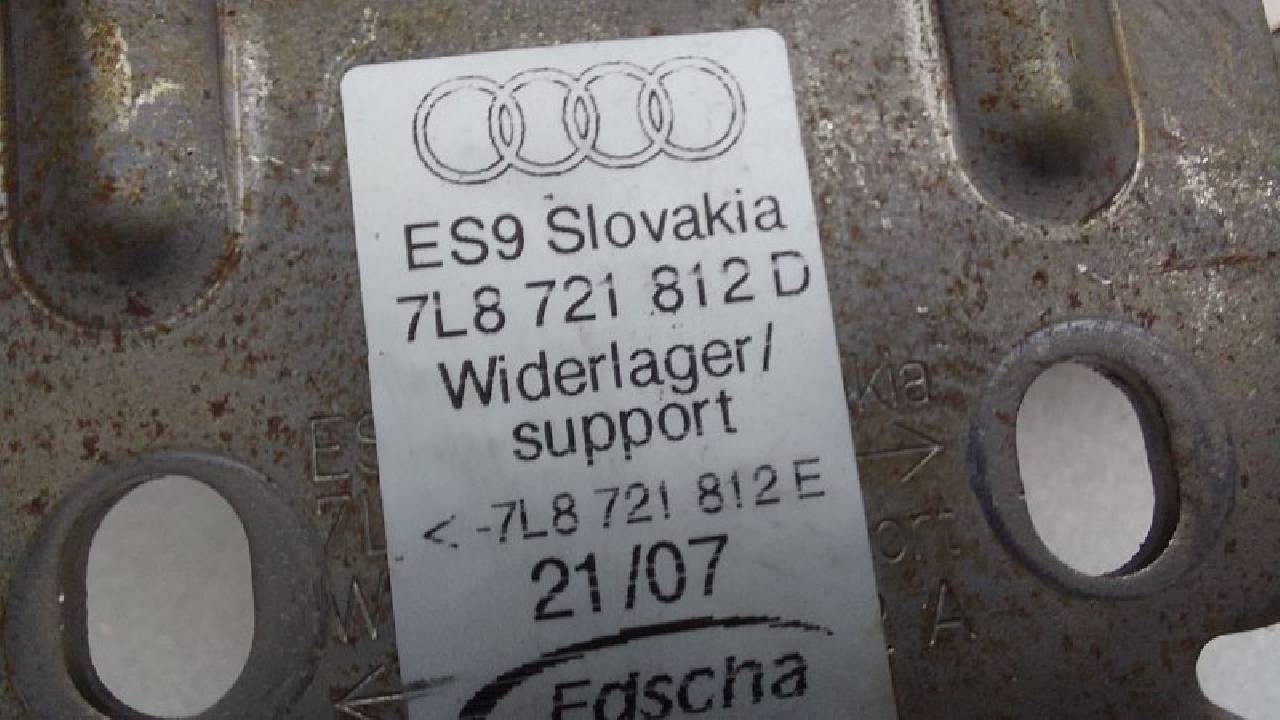 ES9 Slovakia
7L8 721 812 D
Widerlager/
support
<-7L8 721 812 E
21/07
Edscha